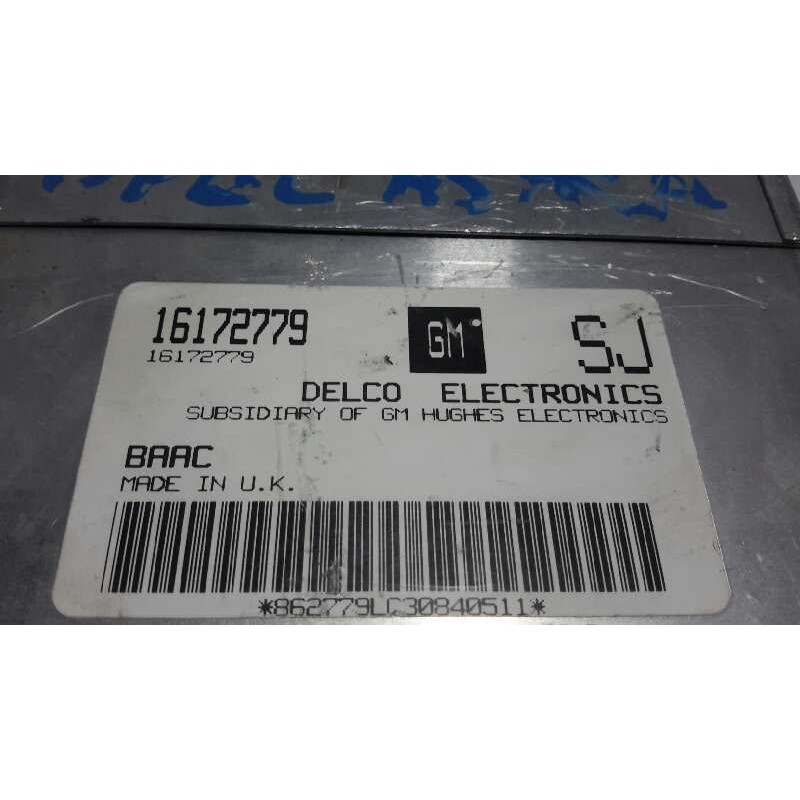 16172779
16172779
GM
SJ
DELCO ELECTRONICS
SUBSIDIARY OF GM HUGHES ELECTRONICS
BAAC
MADE IN U.K.
*862779LC30840511*